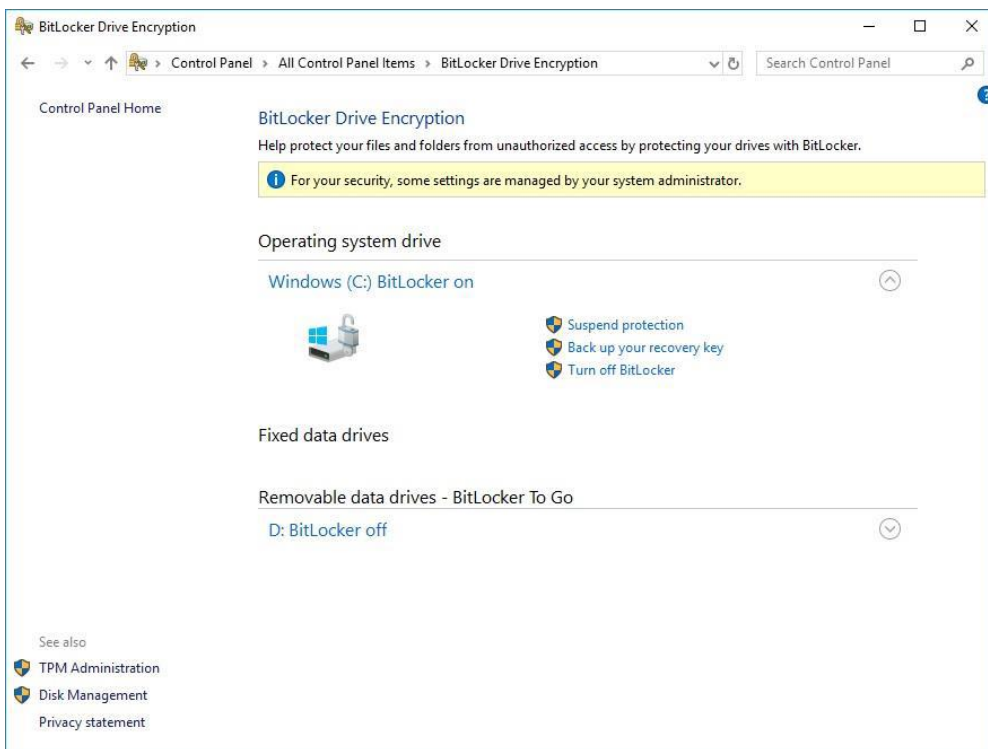 BitLocker Drive Encryption
Control Panel > All Control Panel Items > BitLocker Drive Encryption
Search Control Panel
Control Panel Home
?
BitLocker Drive Encryption
Help protect your files and folders from unauthorized access by protecting your drives with BitLocker.
For your security, some settings are managed by your system administrator.
Operating system drive
Windows (C:) BitLocker on
Suspend protection
Back up your recovery key
Turn off BitLocker
Fixed data drives
Removable data drives - BitLocker To Go
D: BitLocker off
See also
TPM Administration
Disk Management
Privacy statement